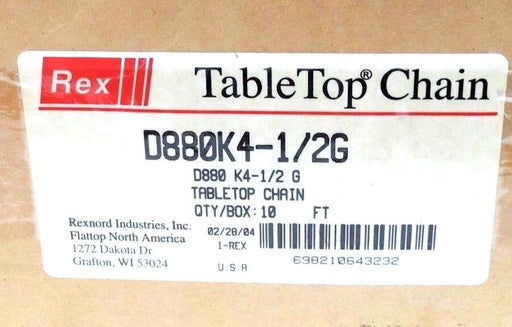 Rex TableTop® Chain
D880K4-1/2G
D880 K4-1/2 G
TABLETOP CHAIN
QTY/BOX: 10 FT
Rexnord Industries, Inc.
Flattop North America
1272 Dakota Dr
Grafton, WI 53024
02/28/04
1-REX
U.S.A
698210643232